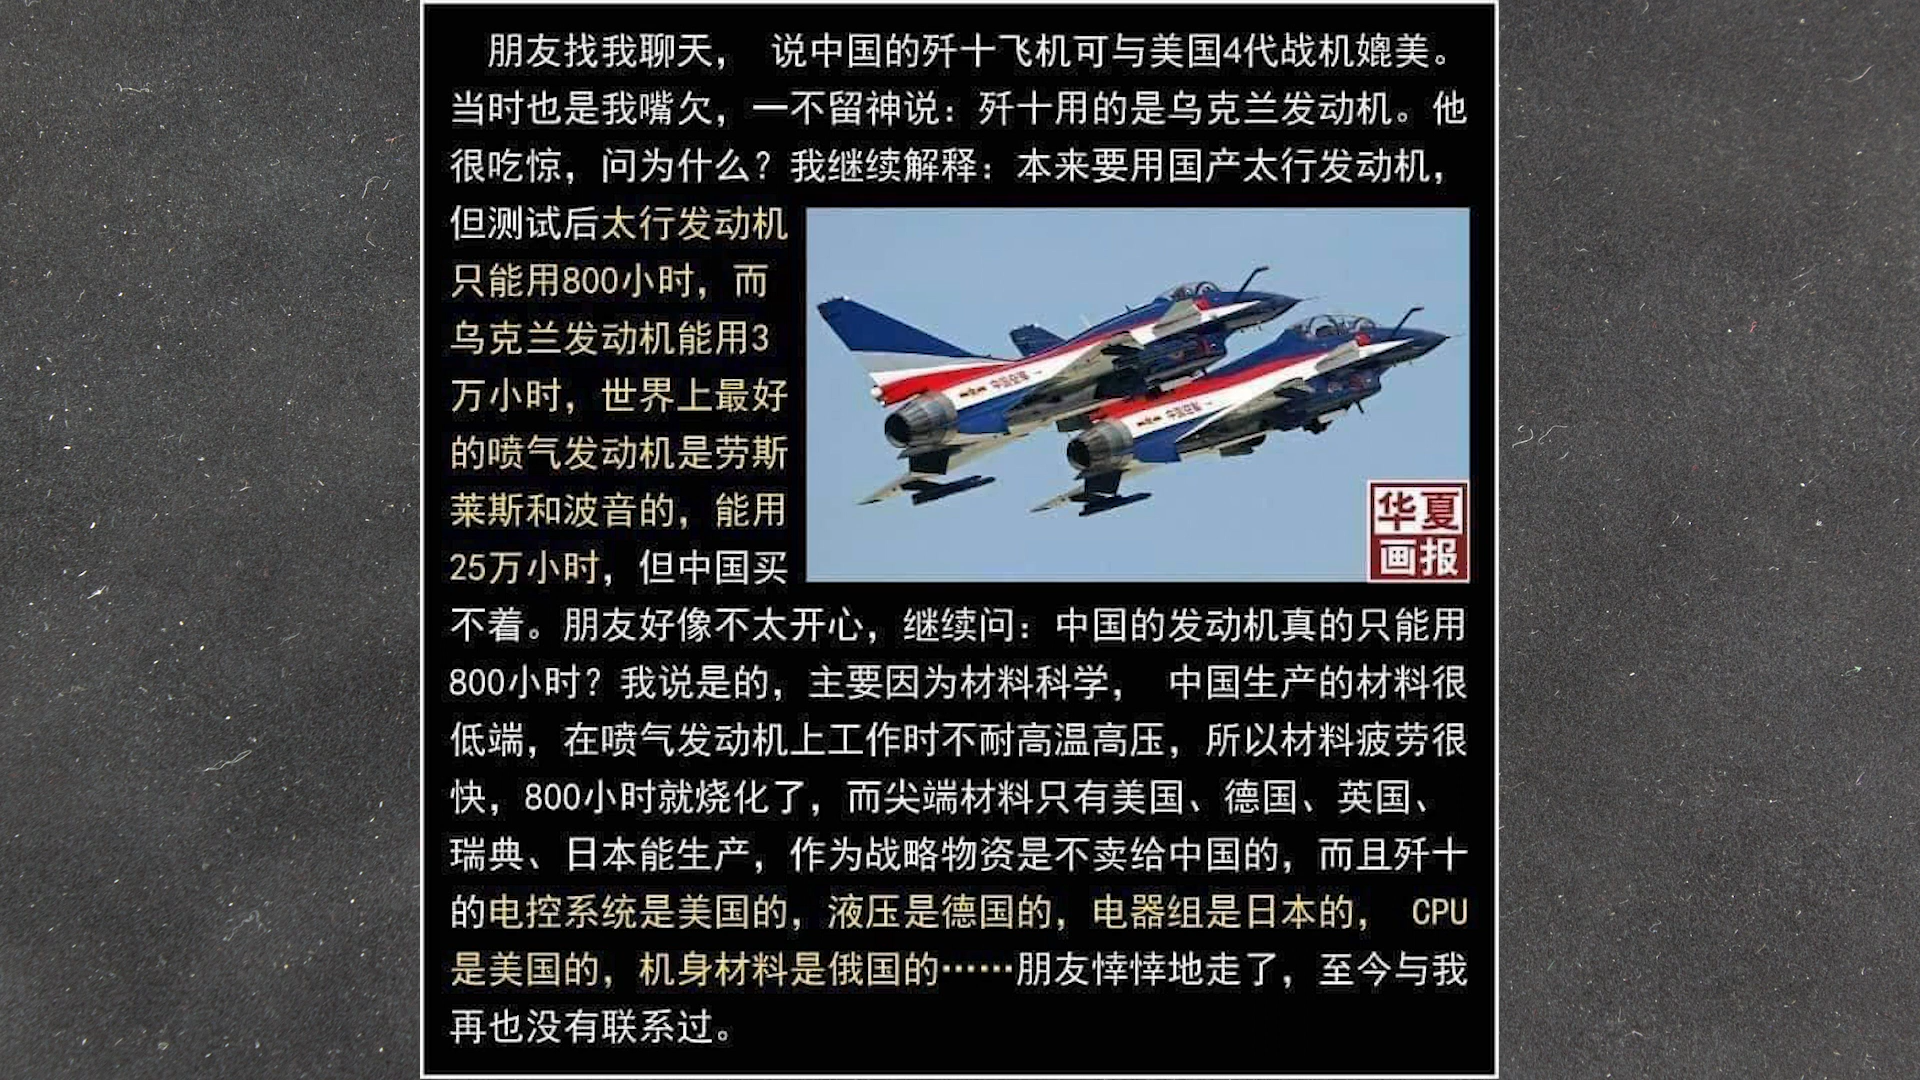 朋友找我聊天， 说中国的歼十飞机可与美国4代战机媲美。
当时也是我嘴欠，一不留神说：歼十用的是乌克兰发动机。他
很吃惊，问为什么？我继续解释：本来要用国产太行发动机，
但测试后太行发动机
只能用800小时，而
乌克兰发动机能用3
万小时，世界上最好
的喷气发动机是劳斯
莱斯和波音的，能用
25万小时，但中国买
华夏
画报
不着。朋友好像不太开心，继续问：中国的发动机真的只能用
800小时？我说是的，主要因为材料科学， 中国生产的材料很
低端，在喷气发动机上工作时不耐高温高压，所以材料疲劳很
快，800小时就烧化了，而尖端材料只有美国、德国、英国、
瑞典、日本能生产，作为战略物资是不卖给中国的，而且歼十
的电控系统是美国的，液压是德国的，电器组是日本的， CPU
是美国的，机身材料是俄国的……朋友悻悻地走了，至今与我
再也没有联系过。